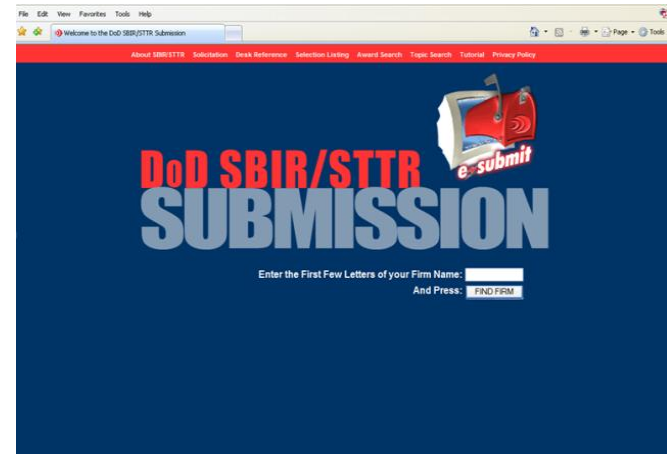 File Edit View Favorites Tools Help
Welcome to the DoD SBIR/STTR Submission
Page Tools
About SBIR/STTR Solicitation Desk Reference Selection Listing Award Search Topic Search Tutorial Privacy Policy
e-submit
DoD SBIR/STTR
SUBMISSION
Enter the First Few Letters of your Firm Name:
And Press: FIND FIRM